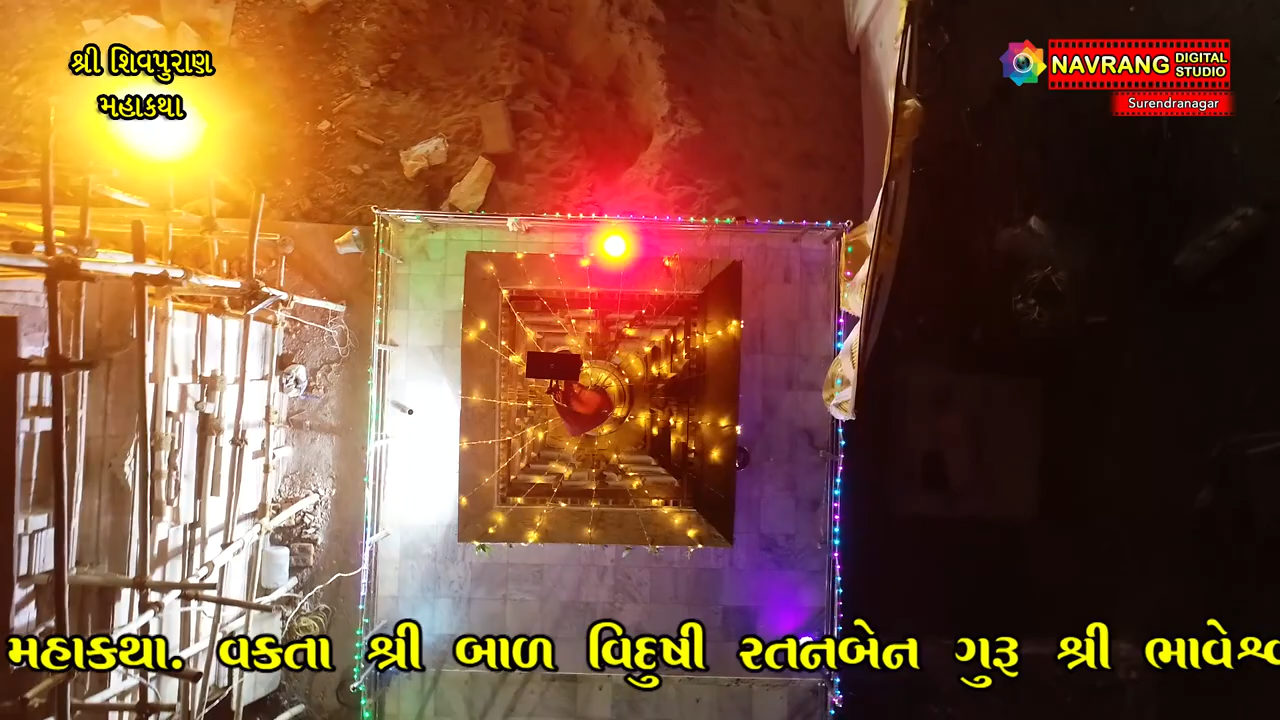 શ્રી શિવપુરાણ
મહાકથા
NAVRANG DIGITAL STUDIO
Surendranagar
મહાકથા. વકતા શ્રી બાળ વિદુષી રતનબેન ગુરૂ શ્રી ભાવેશ્વ